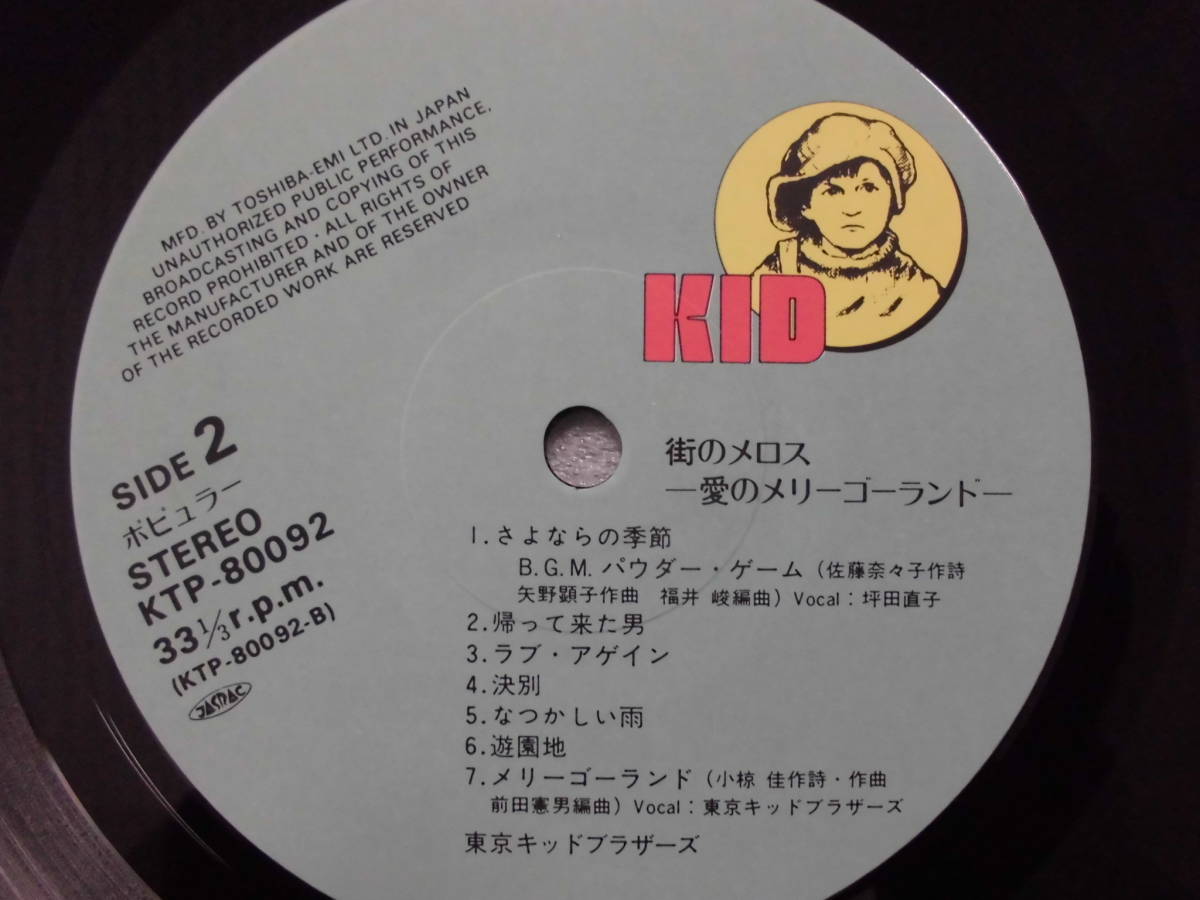 MFD. BY TOSHIBA-EMI LTD. IN JAPAN
UNAUTHORIZED PUBLIC PERFORMANCE,
BROADCASTING AND COPYING OF THIS
RECORD PROHIBITED · ALL RIGHTS OF
THE MANUFACTURER AND OF THE OWNER
OF THE RECORDED WORK ARE RESERVED
KID
SIDE 2
ポピュラー
STEREO
KTP-80092
33 1/3 r.p.m.
(KTP-80092-B)
JASRAC
街のメロス
—愛のメリーゴーランド—
1.さよならの季節
B.G.M. パウダー・ゲーム（佐藤奈々子作詩
矢野顕子作曲　福井 峻編曲）Vocal：坪田直子
2.帰って来た男
3.ラブ・アゲイン
4.決別
5.なつかしい雨
6.遊園地
7.メリーゴーランド（小椋 佳作詩・作曲
前田憲男編曲）Vocal：東京キッドブラザーズ
東京キッドブラザーズ